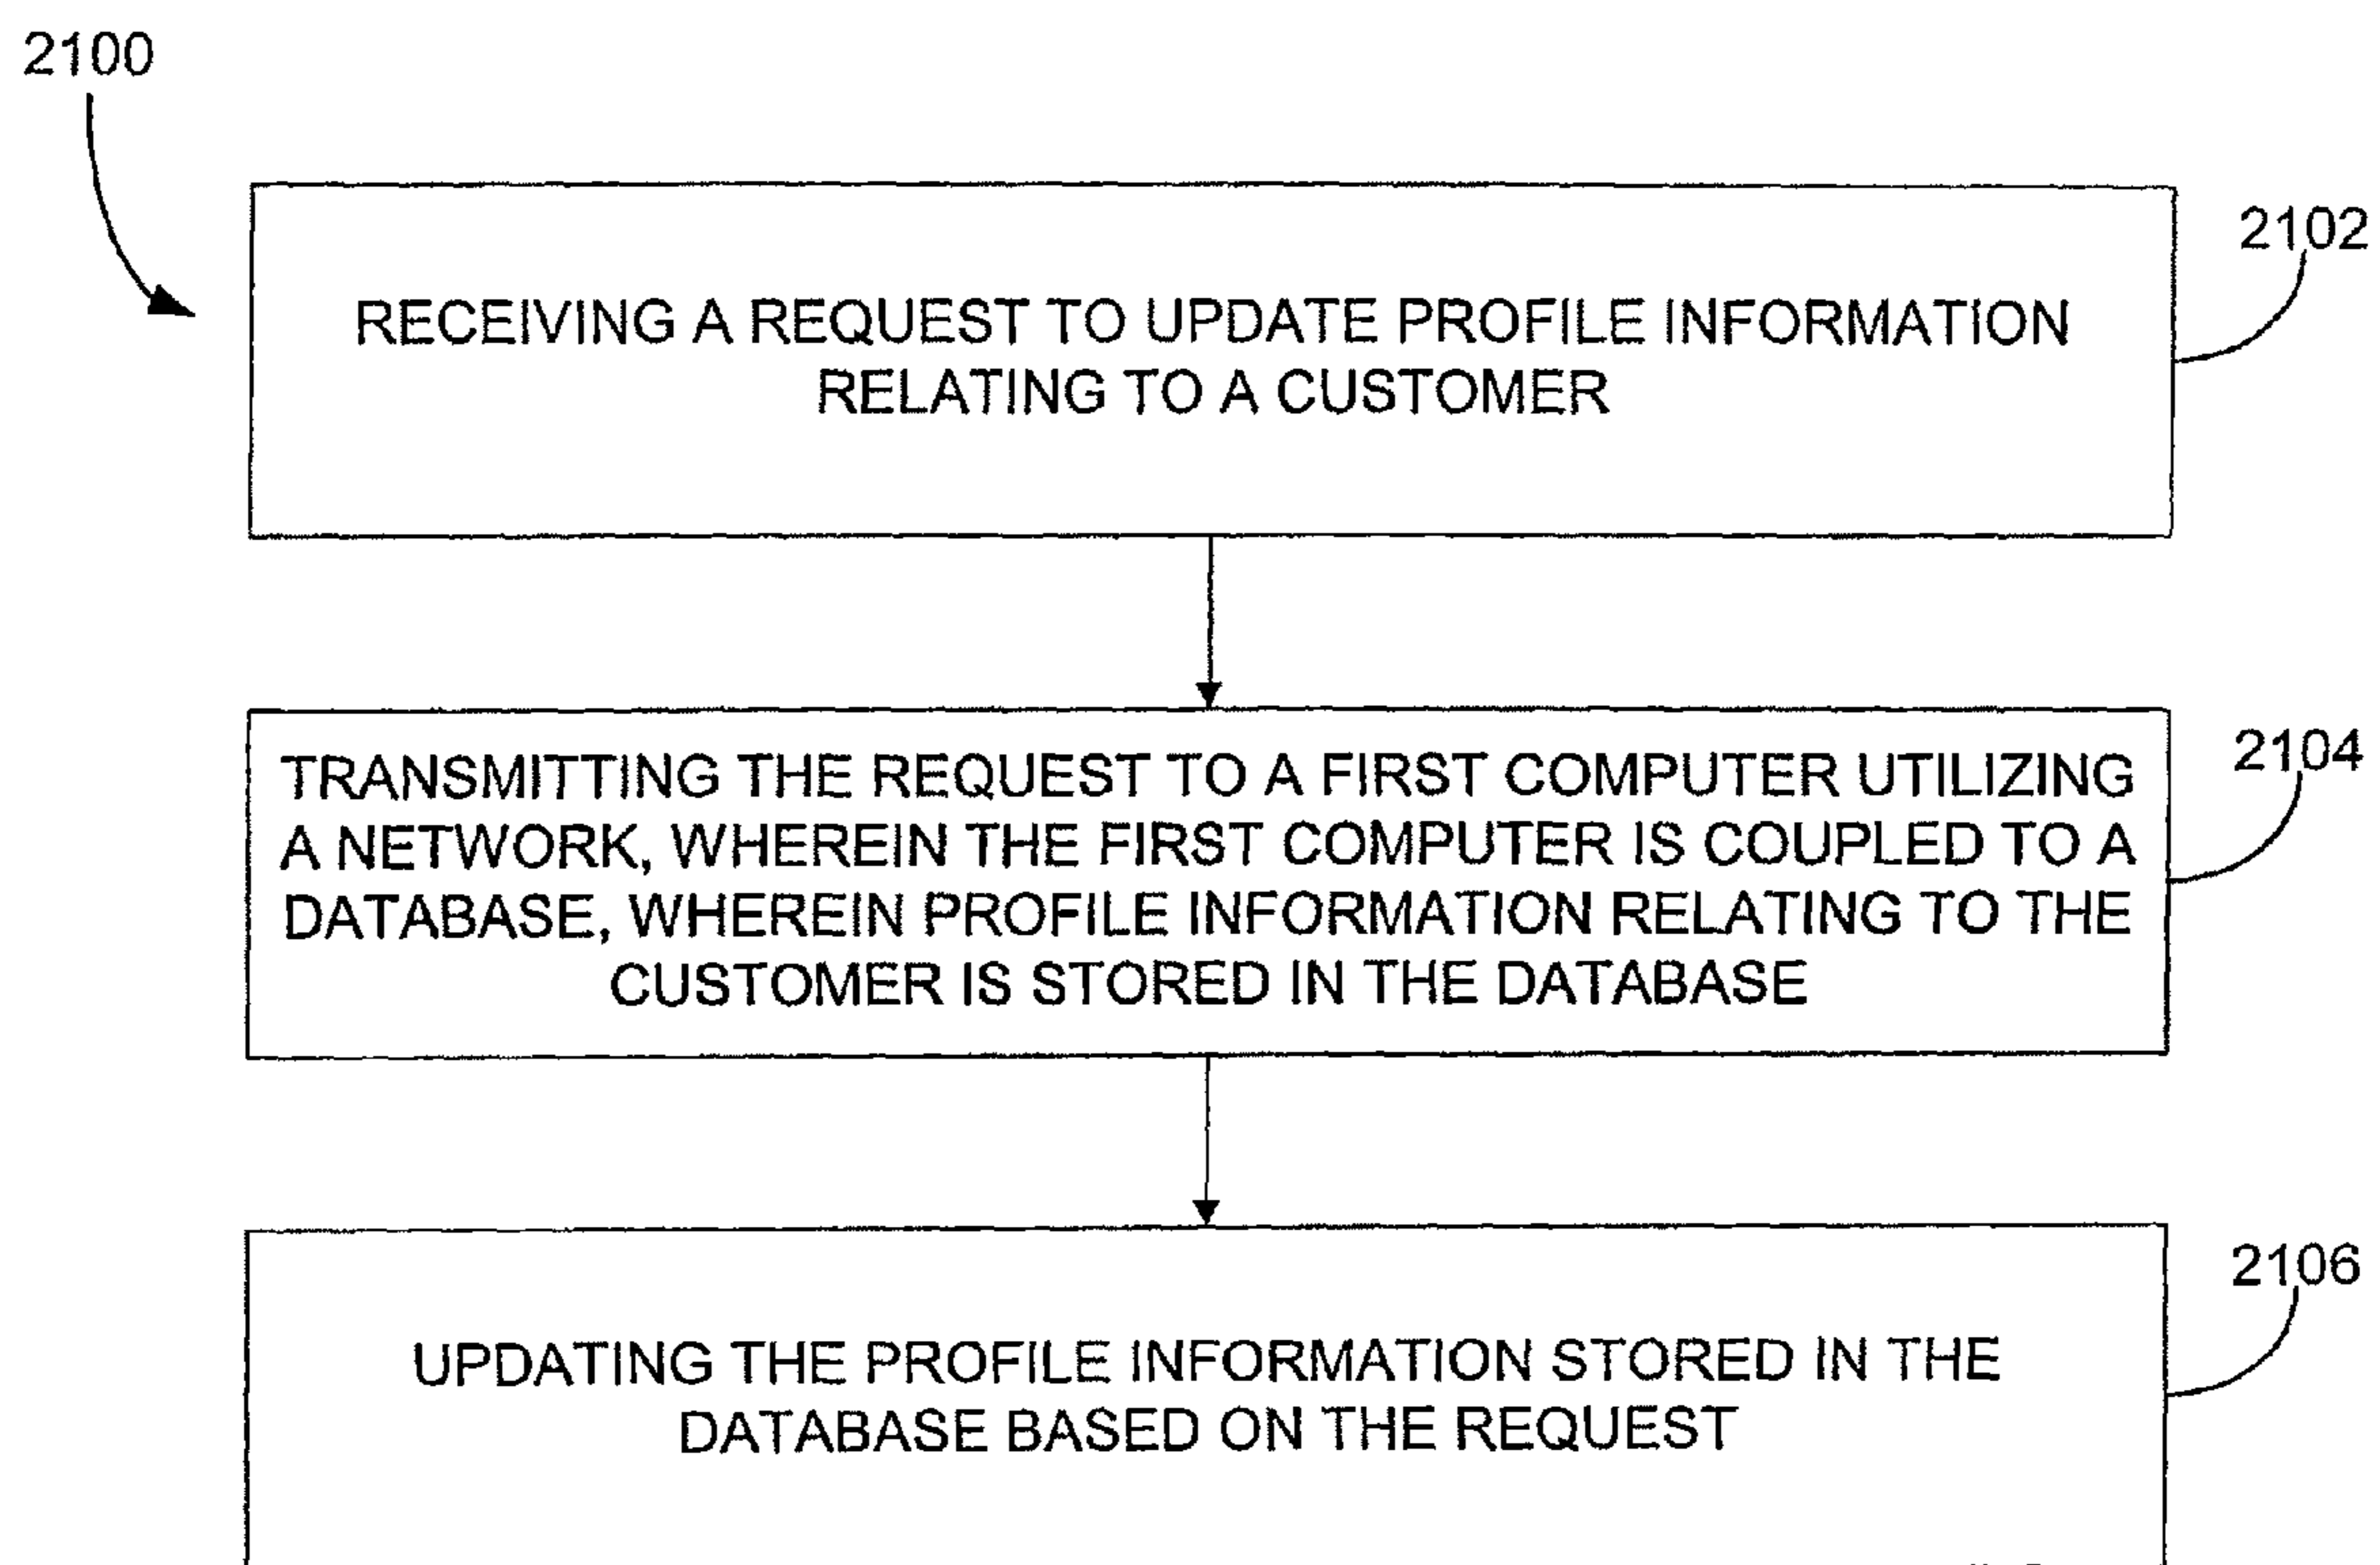 2100
2102
RECEIVING A REQUEST TO UPDATE PROFILE INFORMATION
RELATING TO A CUSTOMER
2104
TRANSMITTING THE REQUEST TO A FIRST COMPUTER UTILIZING
A NETWORK, WHEREIN THE FIRST COMPUTER IS COUPLED TO A
DATABASE, WHEREIN PROFILE INFORMATION RELATING TO THE
CUSTOMER IS STORED IN THE DATABASE
2106
UPDATING THE PROFILE INFORMATION STORED IN THE
DATABASE BASED ON THE REQUEST